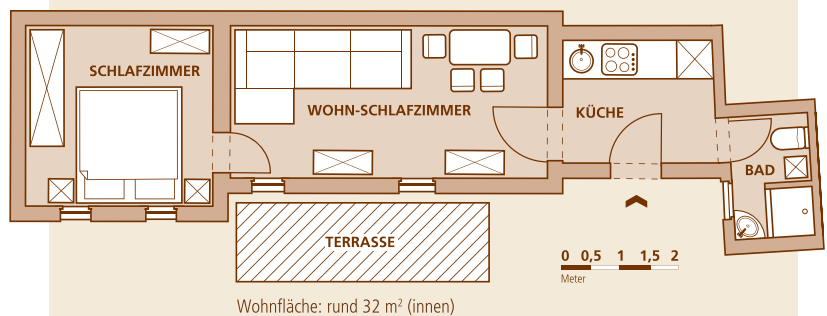 SCHLAFZIMMER
WOHN-SCHLAFZIMMER
KÜCHE
BAD
TERRASSE
0 0,5 1 1,5 2
Meter
Wohnfläche: rund 32 m² (innen)